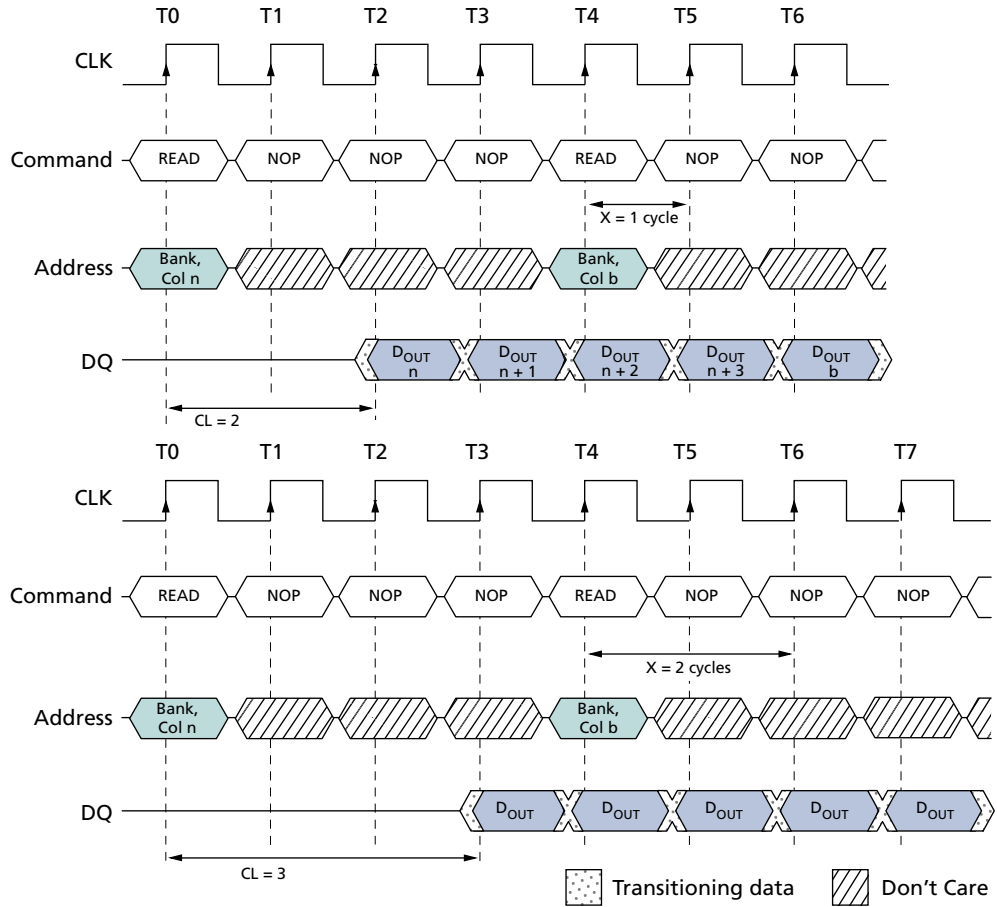 T0 T1 T2 T3 T4 T5 T6
CLK
Command READ NOP NOP NOP READ NOP NOP
X = 1 cycle
Address Bank, Col n Bank, Col b
DQ DOUT n DOUT n + 1 DOUT n + 2 DOUT n + 3 DOUT b
CL = 2
T0 T1 T2 T3 T4 T5 T6 T7
CLK
Command READ NOP NOP NOP READ NOP NOP NOP
X = 2 cycles
Address Bank, Col n Bank, Col b
DQ DOUT DOUT DOUT DOUT DOUT
CL = 3
Transitioning data Don't Care